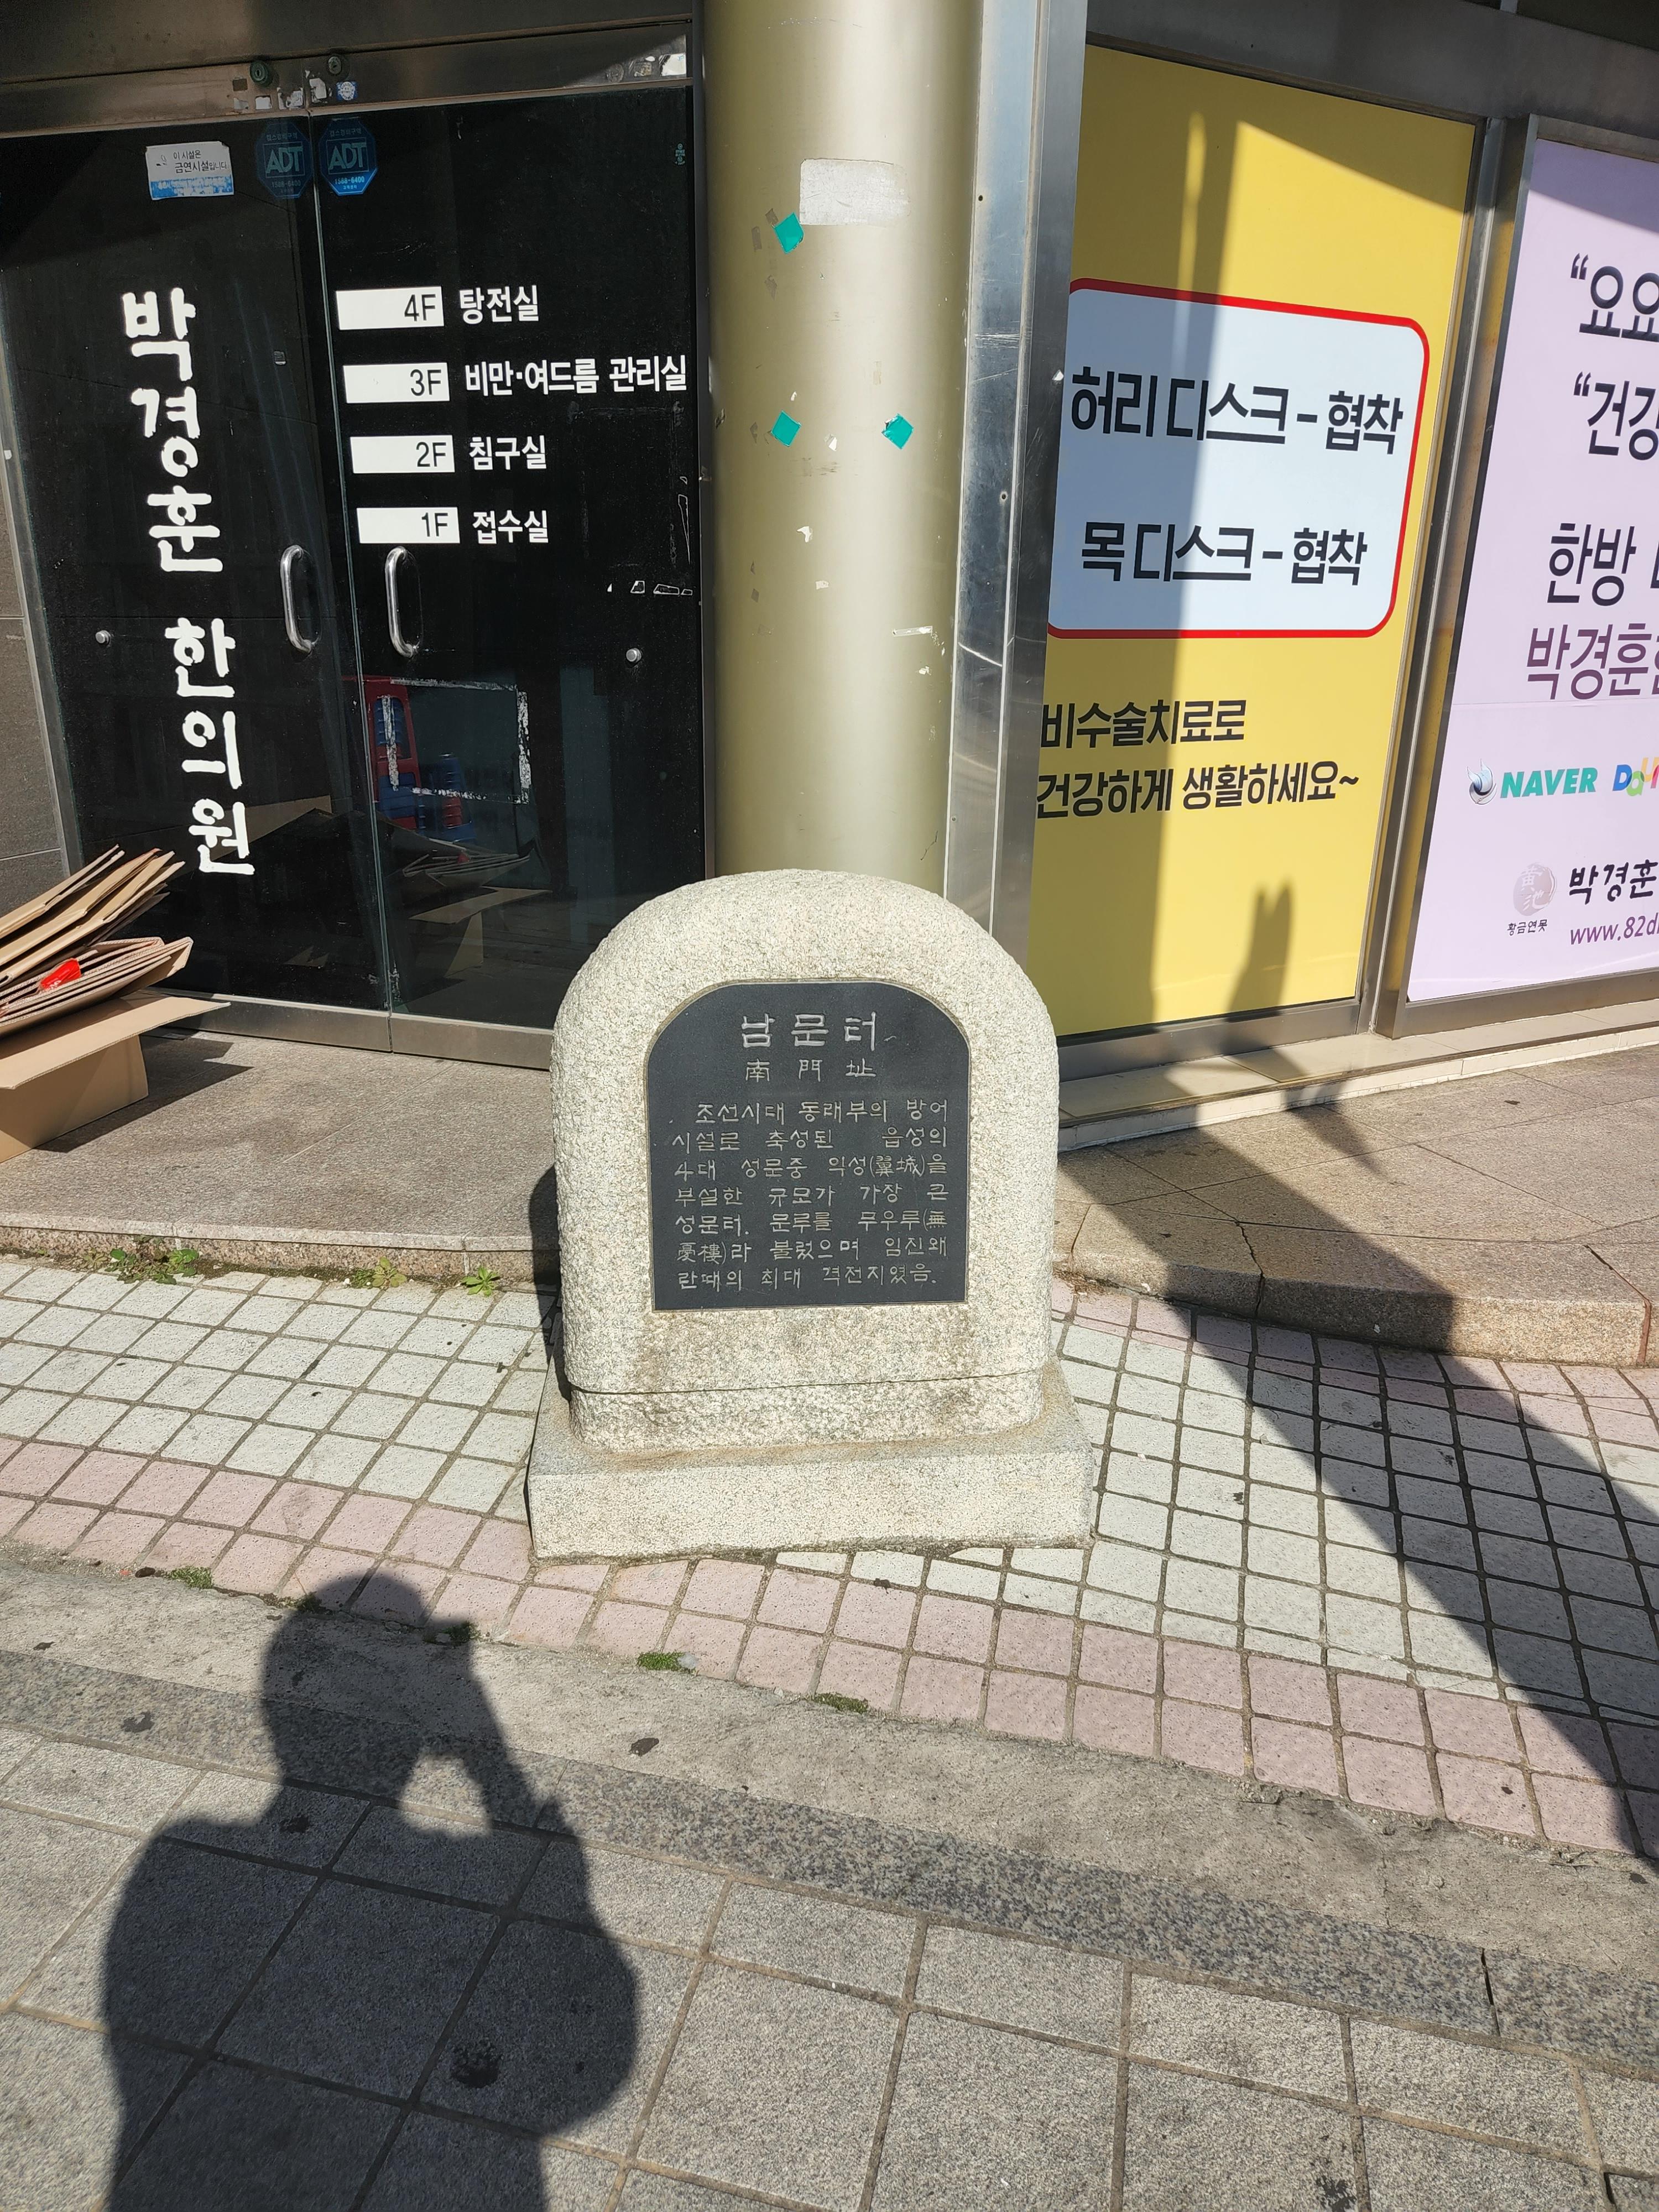 이 시설은
금연시설입니다
ADT
1588-6400
ADT
1588-6400
박경훈 한의원
4F 탕전실
3F 비만·여드름 관리실
2F 침구실
1F 접수실
허리 디스크-협착
목 디스크-협착
비수술치료로
건강하게 생활하세요~
“요요
“건강
한방
박경훈한
NAVER
황금연못
박경훈
www.82d
남문터
南門址
조선시대 동래부의 방어
시설로 축성된 읍성의
4대 성문중 익성(翼城)을
부설한 규모가 가장 큰
성문터. 문루를 무우루(無
憂樓)라 불렀으며 임진왜
란때의 최대 격전지였음.